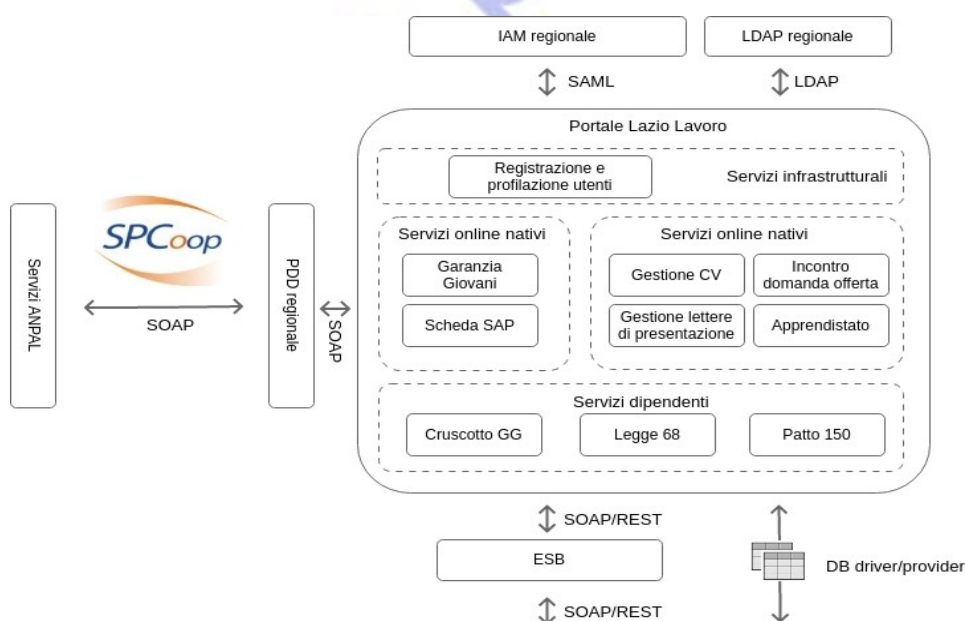 IAM regionale
LDAP regionale
SAML
LDAP
Portale Lazio Lavoro
Registrazione e
profilazione utenti
Servizi infrastrutturali
Servizi ANPAL
SPCoop
SOAP
PDD regionale
SOAP
Servizi online nativi
Garanzia
Giovani
Scheda SAP
Servizi online nativi
Gestione CV
Incontro
domanda offerta
Gestione lettere
di presentazione
Apprendistato
Servizi dipendenti
Cruscotto GG
Legge 68
Patto 150
SOAP/REST
ESB
DB driver/provider
SOAP/REST